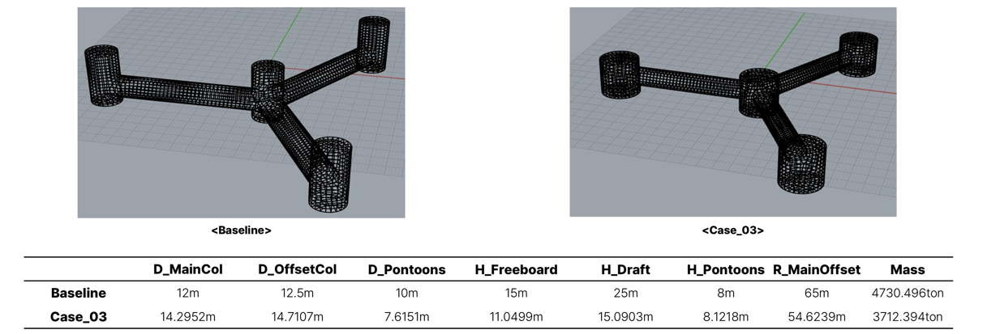 <Baseline>
<Case_03>
D_MainCol D_OffsetCol D_Pontoons H_Freeboard H_Draft H_Pontoons R_MainOffset Mass
Baseline 12m 12.5m 10m 15m 25m 8m 65m 4730.496ton
Case_03 14.2952m 14.7107m 7.6151m 11.0499m 15.0903m 8.1218m 54.6239m 3712.394ton